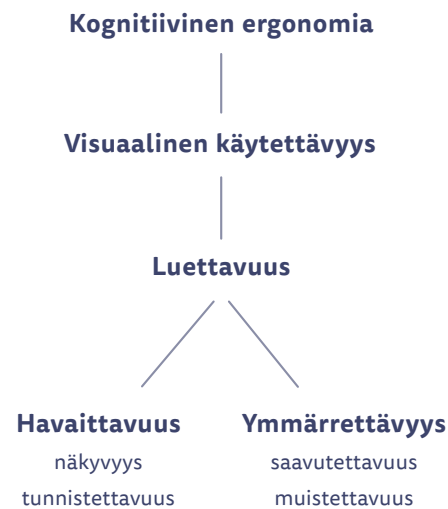 Kognitiivinen ergonomia
Visuaalinen käytettävyys
Luettavuus
Havaittavuus
näkyvyys
tunnistettavuus
Ymmärrettävyys
saavutettavuus
muistettavuus